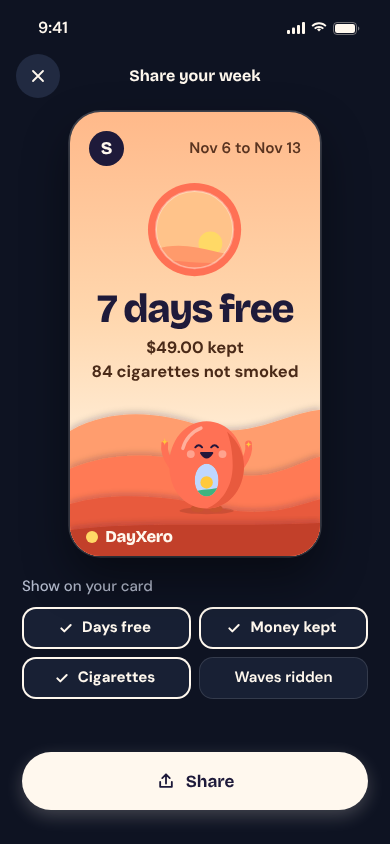 9:41
Share your week
S
Nov 6 to Nov 13
7 days free
$49.00 kept
84 cigarettes not smoked
DayXero
Show on your card
Days free
Money kept
Cigarettes
Waves ridden
Share